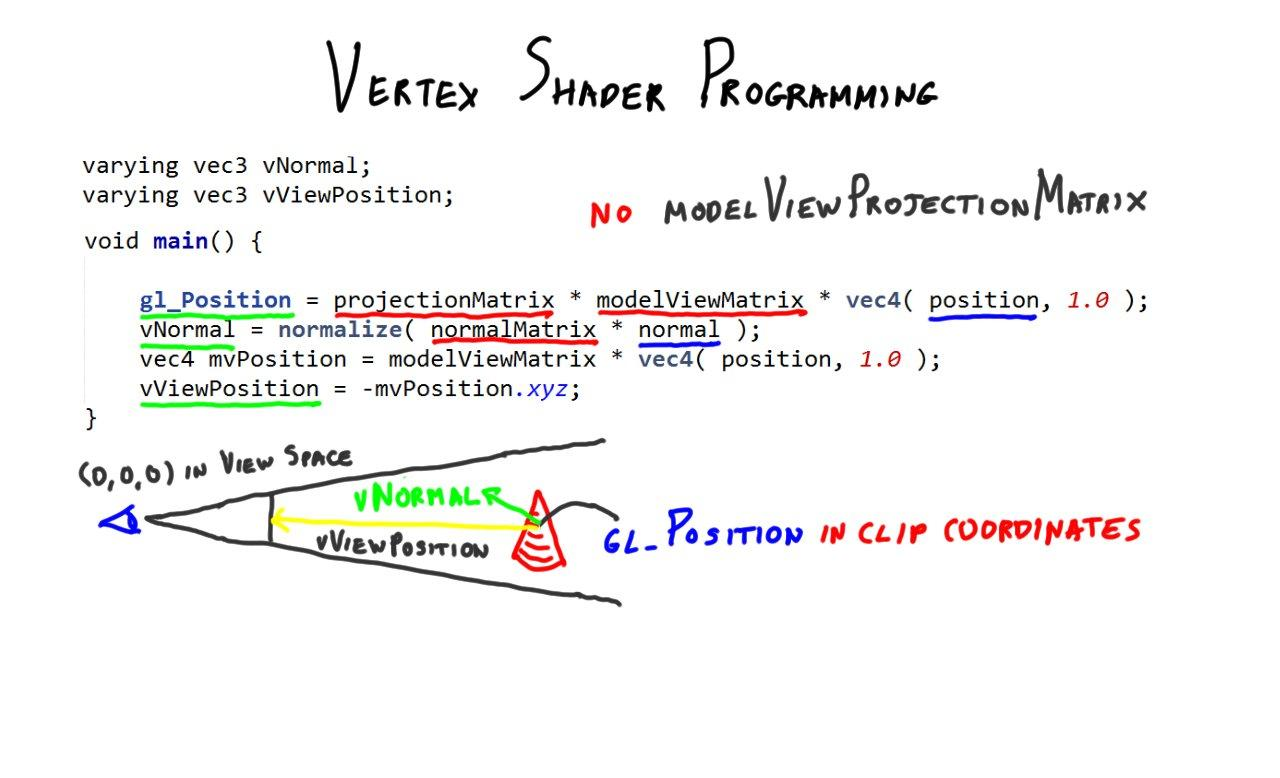 VERTEX SHADER PROGRAMMING
varying vec3 vNormal;
varying vec3 vViewPosition;
NO MODELVIEWPROJECTIONMATRIX
void main() {
gl_Position = projectionMatrix * modelViewMatrix * vec4( position, 1.0 );
vNormal = normalize( normalMatrix * normal );
vec4 mvPosition = modelViewMatrix * vec4( position, 1.0 );
vViewPosition = -mvPosition.xyz;
}
(0,0,0) IN VIEW SPACE
vNORMAL
vVIEWPOSITION
GL_POSITION IN CLIP COORDINATES